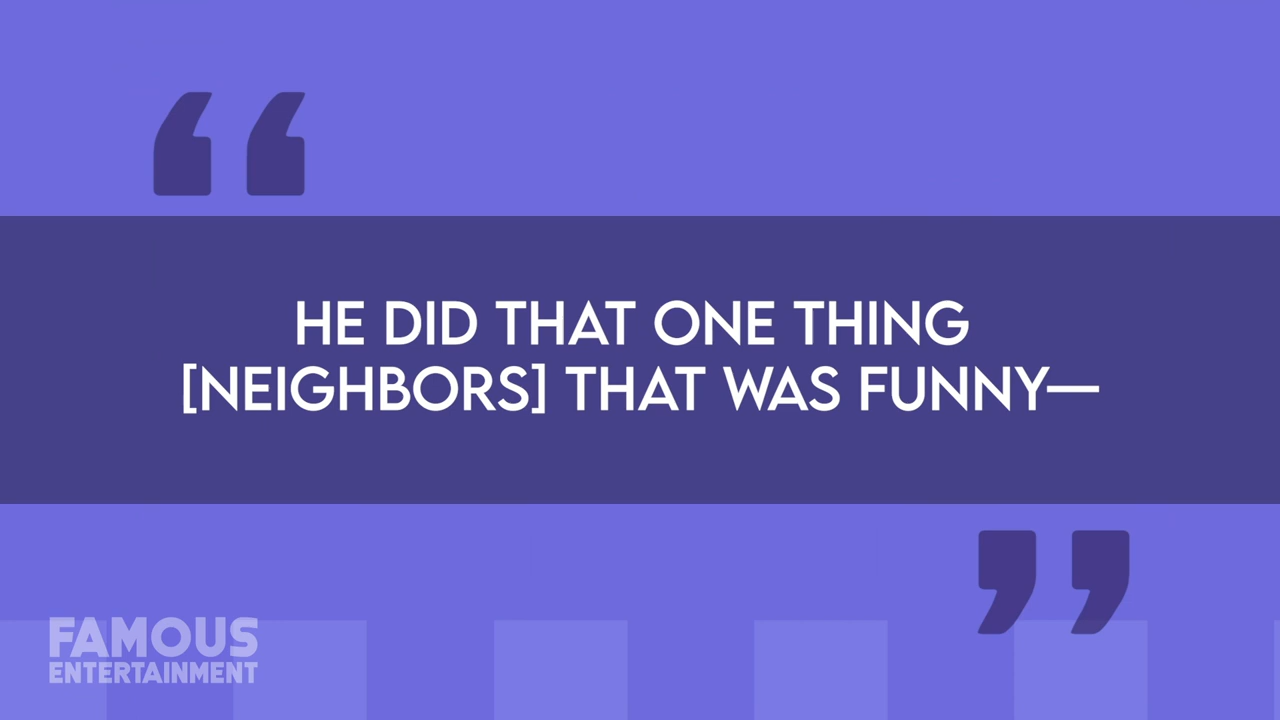 HE DID THAT ONE THING
[NEIGHBORS] THAT WAS FUNNY—
FAMOUS
ENTERTAINMENT